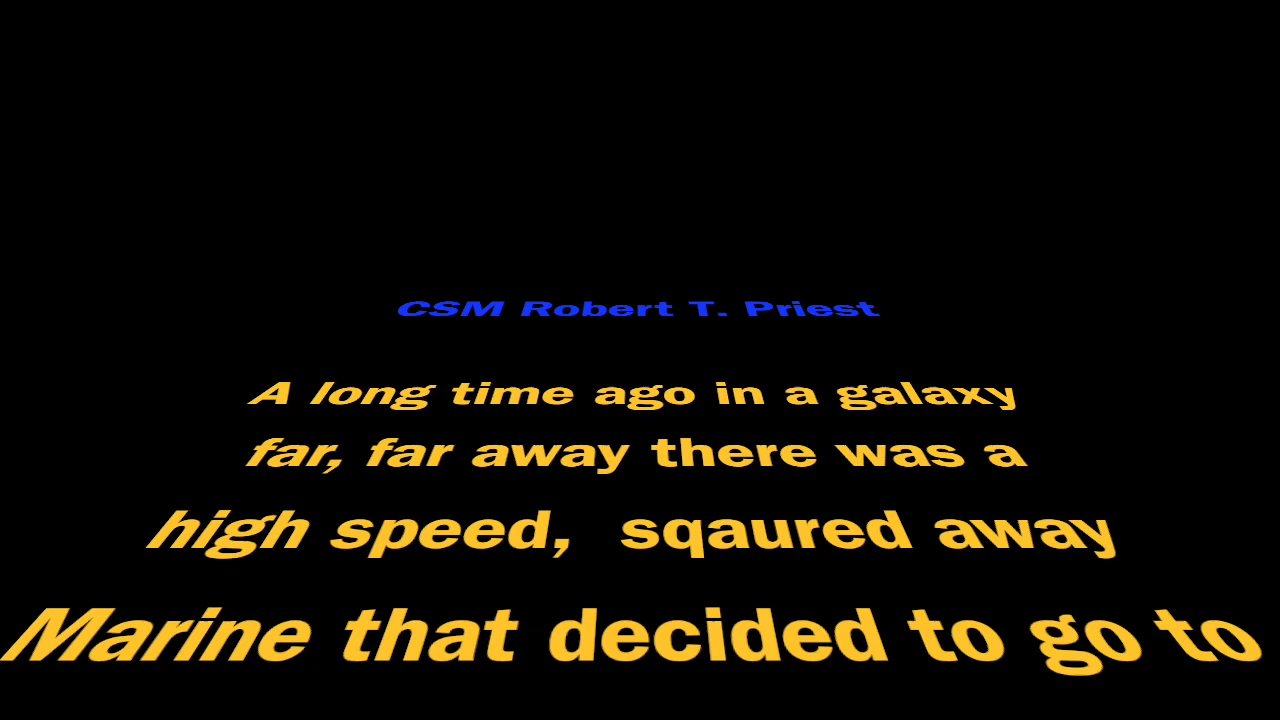 CSM Robert T. Priest
A long time ago in a galaxy
far, far away there was a
high speed,  sqaured away
Marine that decided to go to